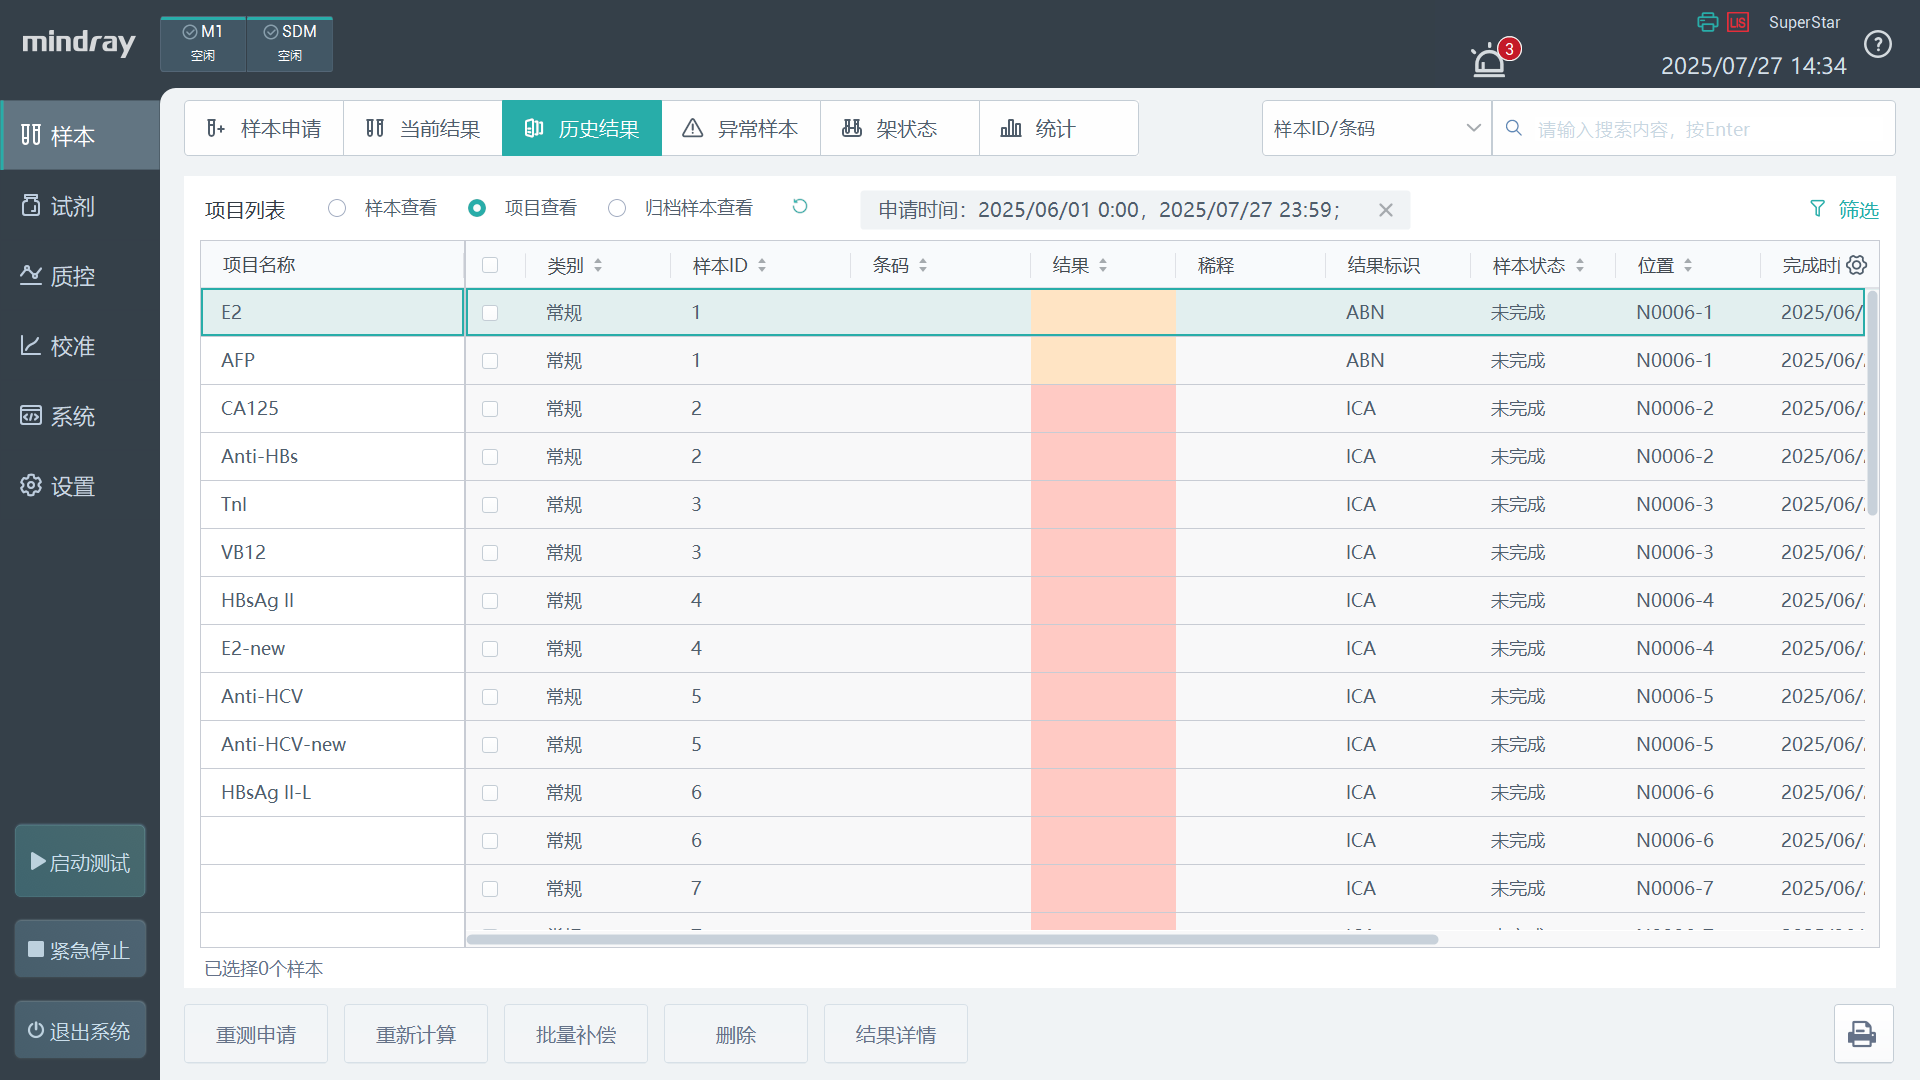 mindray
M1
空闲
SDM
空闲
3
LIS
SuperStar
2025/07/27 14:34
样本
试剂
质控
校准
系统
设置
启动测试
紧急停止
退出系统
样本申请
当前结果
历史结果
异常样本
架状态
统计
样本ID/条码
请输入搜索内容，按Enter
项目列表
样本查看
项目查看
归档样本查看
申请时间：2025/06/01 0:00，2025/07/27 23:59；
筛选
项目名称 类别 样本ID 条码 结果 稀释 结果标识 样本状态 位置 完成时
E2 常规 1 ABN 未完成 N0006-1 2025/06/
AFP 常规 1 ABN 未完成 N0006-1 2025/06/
CA125 常规 2 ICA 未完成 N0006-2 2025/06/
Anti-HBs 常规 2 ICA 未完成 N0006-2 2025/06/
TnI 常规 3 ICA 未完成 N0006-3 2025/06/
VB12 常规 3 ICA 未完成 N0006-3 2025/06/
HBsAg II 常规 4 ICA 未完成 N0006-4 2025/06/
E2-new 常规 4 ICA 未完成 N0006-4 2025/06/
Anti-HCV 常规 5 ICA 未完成 N0006-5 2025/06/
Anti-HCV-new 常规 5 ICA 未完成 N0006-5 2025/06/
HBsAg II-L 常规 6 ICA 未完成 N0006-6 2025/06/
常规 6 ICA 未完成 N0006-6 2025/06/
常规 7 ICA 未完成 N0006-7 2025/06/
已选择0个样本
重测申请
重新计算
批量补偿
删除
结果详情